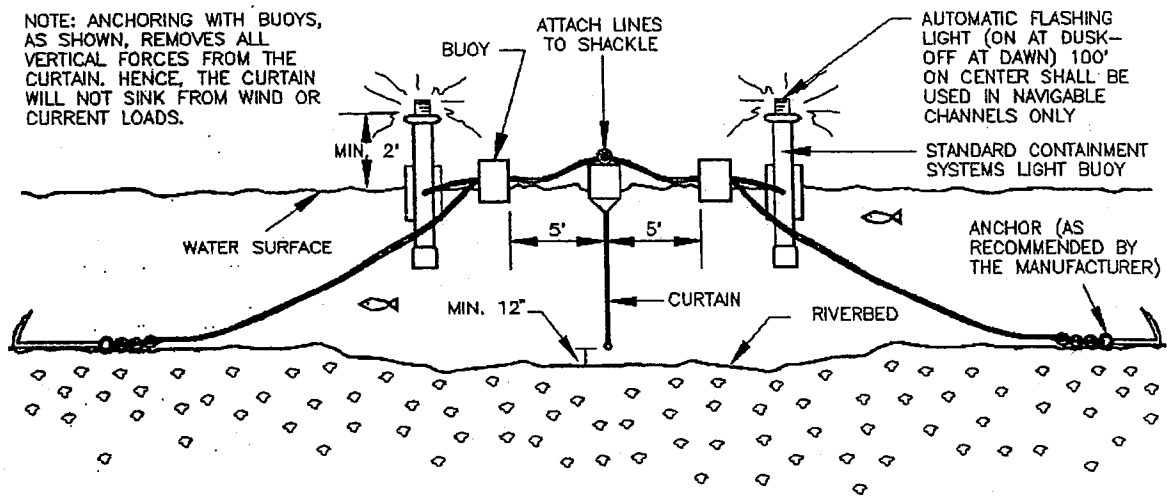 NOTE: ANCHORING WITH BUOYS,
AS SHOWN, REMOVES ALL
VERTICAL FORCES FROM THE
CURTAIN. HENCE, THE CURTAIN
WILL NOT SINK FROM WIND OR
CURRENT LOADS.
BUOY
ATTACH LINES
TO SHACKLE
AUTOMATIC FLASHING
LIGHT (ON AT DUSK-
OFF AT DAWN) 100'
ON CENTER SHALL BE
USED IN NAVIGABLE
CHANNELS ONLY
MIN. 2'
STANDARD CONTAINMENT
SYSTEMS LIGHT BUOY
WATER SURFACE
5'
5'
ANCHOR (AS
RECOMMENDED BY
THE MANUFACTURER)
MIN. 12"
CURTAIN
RIVERBED